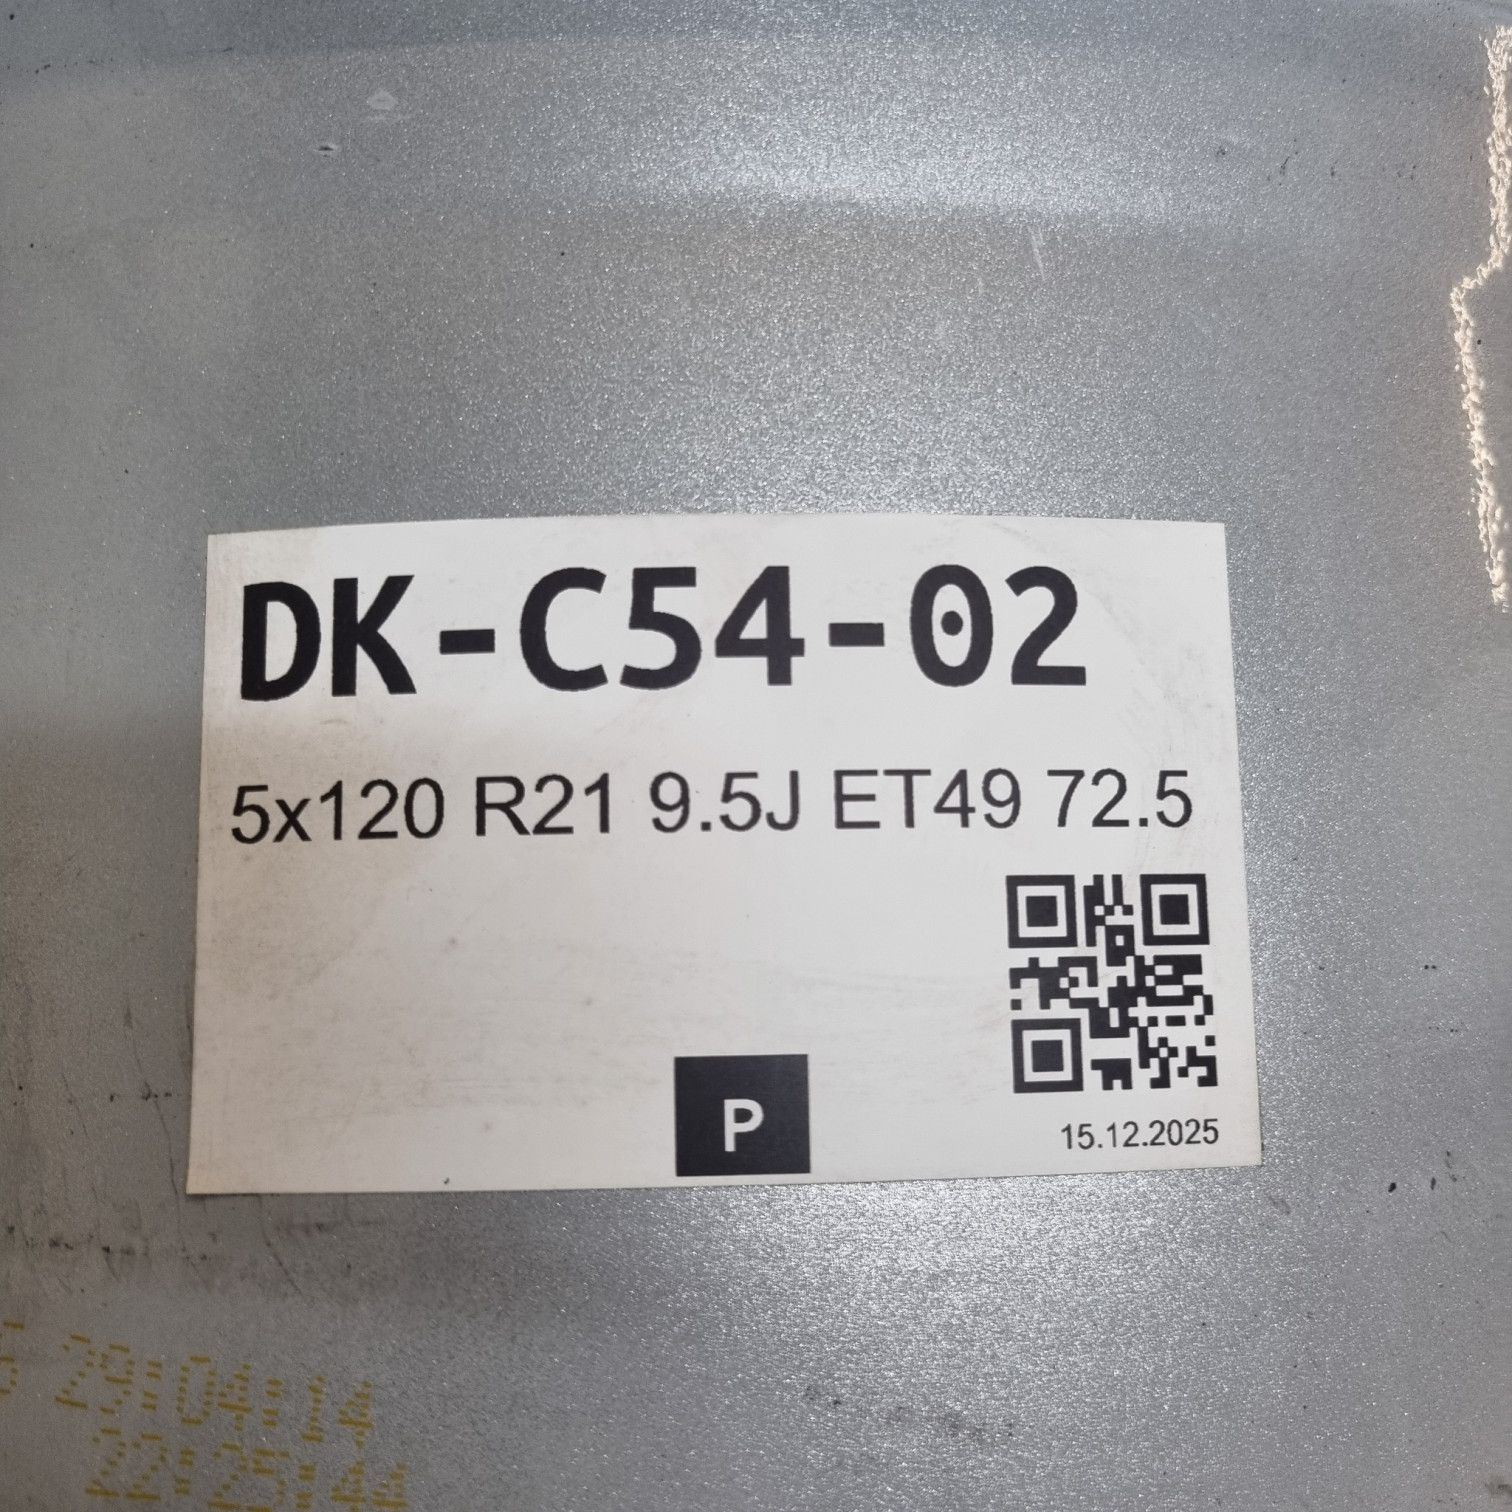 DK-C54-02
5x120 R21 9.5J ET49 72.5
P
15.12.2025